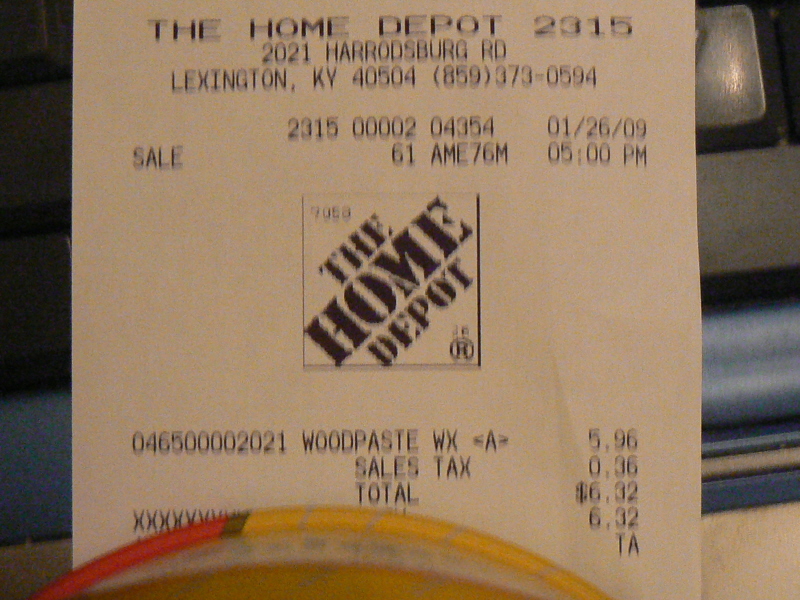 THE HOME DEPOT 2315
2021 HARRODSBURG RD
LEXINGTON, KY 40504 (859)373-0594
2315 00002 04354 01/26/09
SALE 61 AME76M 05:00 PM
THE
HOME
DEPOT
®
046500002021 WOODPASTE WX <A> 5.96
SALES TAX 0.36
TOTAL $6.32
6.32
TA